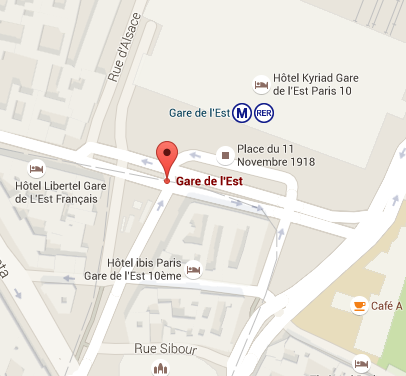 Rue d'Alsace
Hôtel Kyriad Gare
de l'Est Paris 10
Gare de l'Est M RER
Place du 11
Novembre 1918
Gare de l'Est
Hôtel Libertel Gare
de L'Est Français
Hôtel ibis Paris
Gare de l'Est 10ème
Café A
Rue Sibour